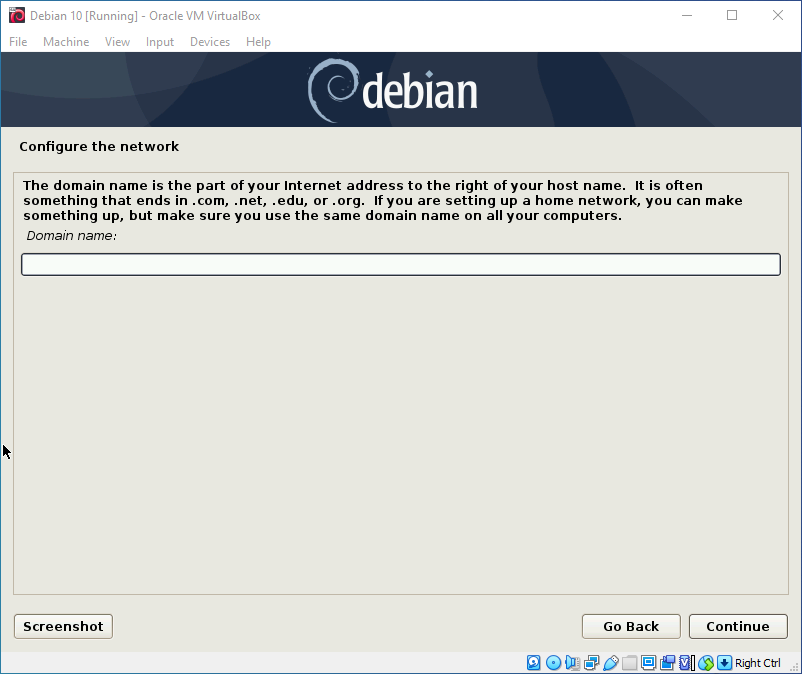 Debian 10 [Running] - Oracle VM VirtualBox
File Machine View Input Devices Help
debian
Configure the network
The domain name is the part of your Internet address to the right of your host name.  It is often
something that ends in .com, .net, .edu, or .org.  If you are setting up a home network, you can make
something up, but make sure you use the same domain name on all your computers.
Domain name:
Screenshot Go Back Continue
Right Ctrl